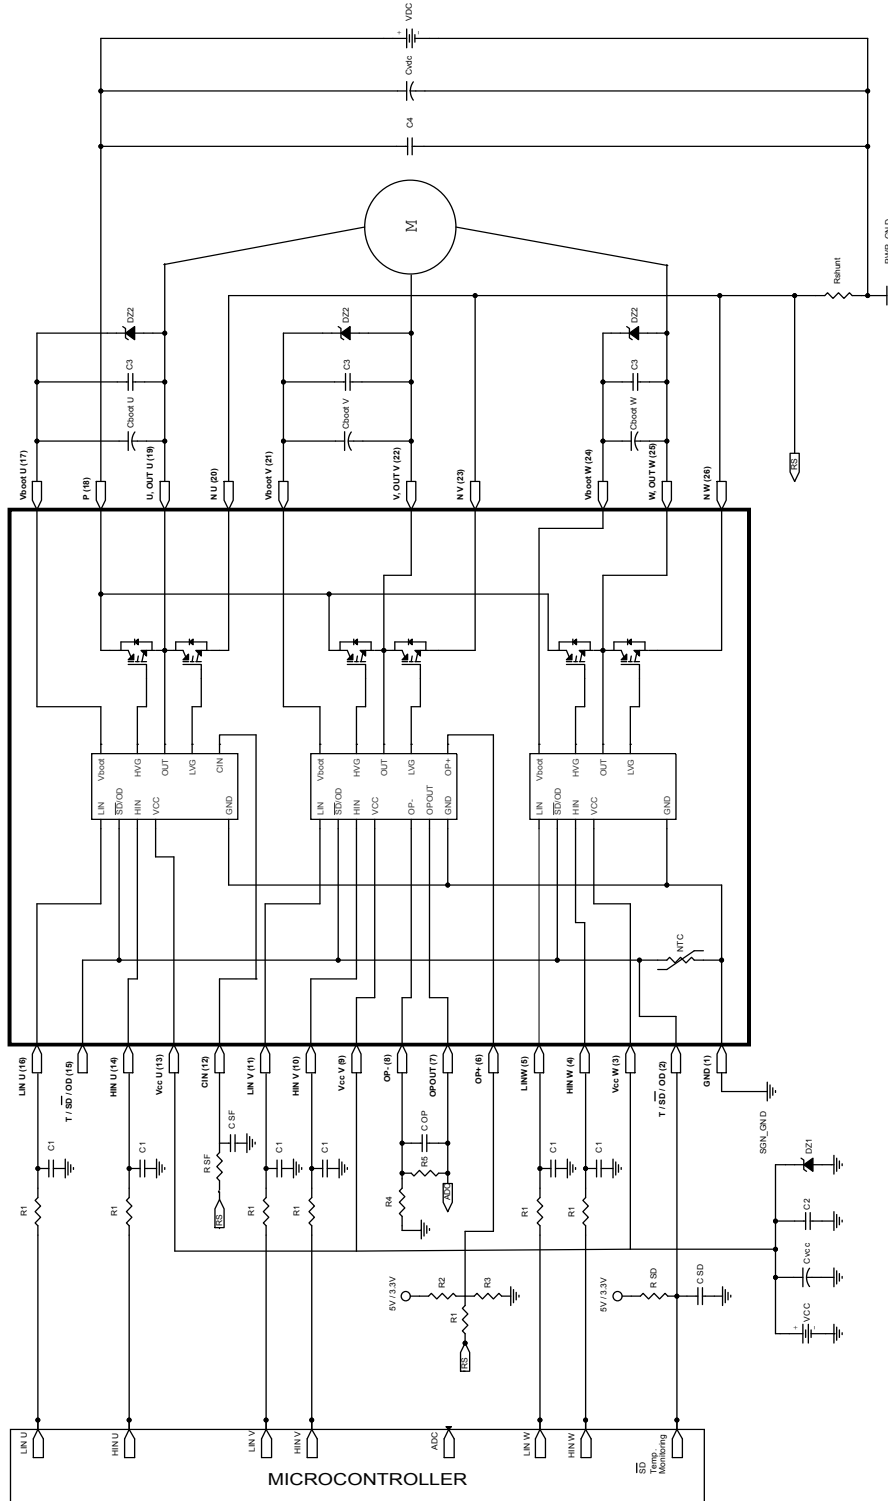 +
VDC
-
Cvdc
C4
M
Rshunt
DZ2
DZ2
DZ2
C3
C3
C3
Cboot U
Cboot V
Cboot W
RS
Vboot U (17)
P (18)
U, OUT U (19)
N U (20)
Vboot V (21)
V, OUT V (22)
N V (23)
Vboot W (24)
W, OUT W (25)
N W (26)
Vboot
HVG
OUT
LVG
CIN
LIN
SD/OD
HIN
VCC
GND
Vboot
HVG
OUT
LVG
OP+
LIN
SD/OD
HIN
VCC
OP-
OPOUT
GND
Vboot
HVG
OUT
LVG
LIN
SD/OD
HIN
VCC
GND
NTC
LIN U (16)
T / SD / OD (15)
HIN U (14)
Vcc U (13)
CIN (12)
LIN V (11)
HIN V (10)
Vcc V (9)
OP- (8)
OPOUT (7)
OP+ (6)
LINW (5)
HIN W (4)
Vcc W (3)
T / SD / OD (2)
GND (1)
SGN_GND
C1
C1
C SF
C1
C1
C OP
C1
C1
R SF
R5
R1
R1
RS
R1
R1
R4
ADC
R1
R1
DZ1
C2
Cvcc
+
VCC
-
5V / 3.3V
R2
R3
R1
RS
5V / 3.3V
R SD
C SD
LIN U
HIN U
LIN V
HIN V
ADC
LIN W
HIN W
SD
Temp.
Monitoring
MICROCONTROLLER